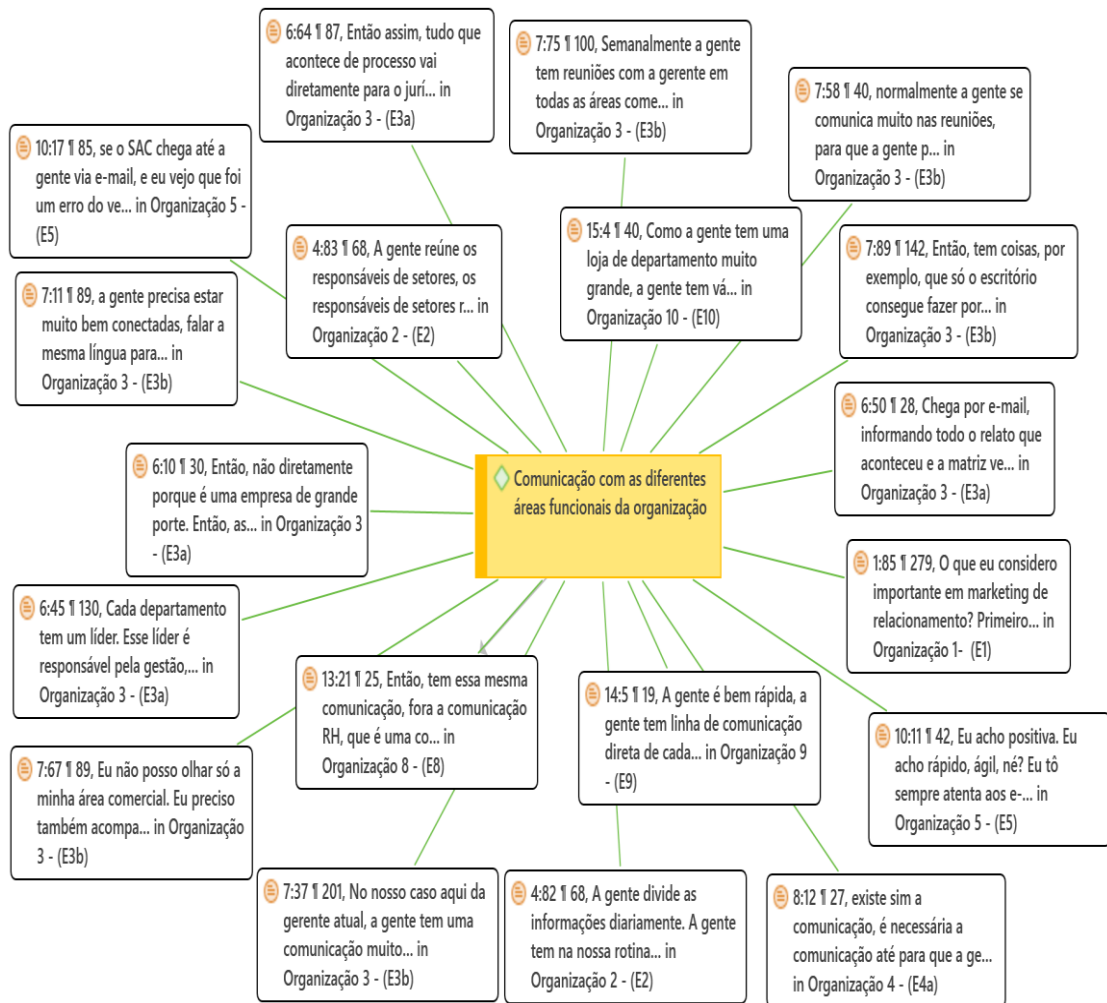 6:64 ¶ 87, Então assim, tudo que
acontece de processo vai
diretamente para o jurí... in
Organização 3 - (E3a)
7:75 ¶ 100, Semanalmente a gente
tem reuniões com a gerente em
todas as áreas come... in
Organização 3 - (E3b)
7:58 ¶ 40, normalmente a gente se
comunica muito nas reuniões,
para que a gente p... in
Organização 3 - (E3b)
10:17 ¶ 85, se o SAC chega até a
gente via e-mail, e eu vejo que foi
um erro do ve... in Organização 5 -
(E5)
4:83 ¶ 68, A gente reúne os
responsáveis de setores, os
responsáveis de setores r... in
Organização 2 - (E2)
15:4 ¶ 40, Como a gente tem uma
loja de departamento muito
grande, a gente tem vá... in
Organização 10 - (E10)
7:89 ¶ 142, Então, tem coisas, por
exemplo, que só o escritório
consegue fazer por... in
Organização 3 - (E3b)
7:11 ¶ 89, a gente precisa estar
muito bem conectadas, falar a
mesma língua para... in
Organização 3 - (E3b)
6:50 ¶ 28, Chega por e-mail,
informando todo o relato que
aconteceu e a matriz ve... in
Organização 3 - (E3a)
6:10 ¶ 30, Então, não diretamente
porque é uma empresa de grande
porte. Então, as... in Organização 3
- (E3a)
Comunicação com as diferentes
áreas funcionais da organização
1:85 ¶ 279, O que eu considero
importante em marketing de
relacionamento? Primeiro... in
Organização 1- (E1)
6:45 ¶ 130, Cada departamento
tem um líder. Esse líder é
responsável pela gestão,... in
Organização 3 - (E3a)
13:21 ¶ 25, Então, tem essa mesma
comunicação, fora a comunicação
RH, que é uma co... in
Organização 8 - (E8)
14:5 ¶ 19, A gente é bem rápida, a
gente tem linha de comunicação
direta de cada... in Organização 9
- (E9)
10:11 ¶ 42, Eu acho positiva. Eu
acho rápido, ágil, né? Eu tô
sempre atenta aos e-... in
Organização 5 - (E5)
7:67 ¶ 89, Eu não posso olhar só a
minha área comercial. Eu preciso
também acompa... in Organização
3 - (E3b)
7:37 ¶ 201, No nosso caso aqui da
gerente atual, a gente tem uma
comunicação muito... in
Organização 3 - (E3b)
4:82 ¶ 68, A gente divide as
informações diariamente. A gente
tem na nossa rotina... in
Organização 2 - (E2)
8:12 ¶ 27, existe sim a
comunicação, é necessária a
comunicação até para que a ge...
in Organização 4 - (E4a)